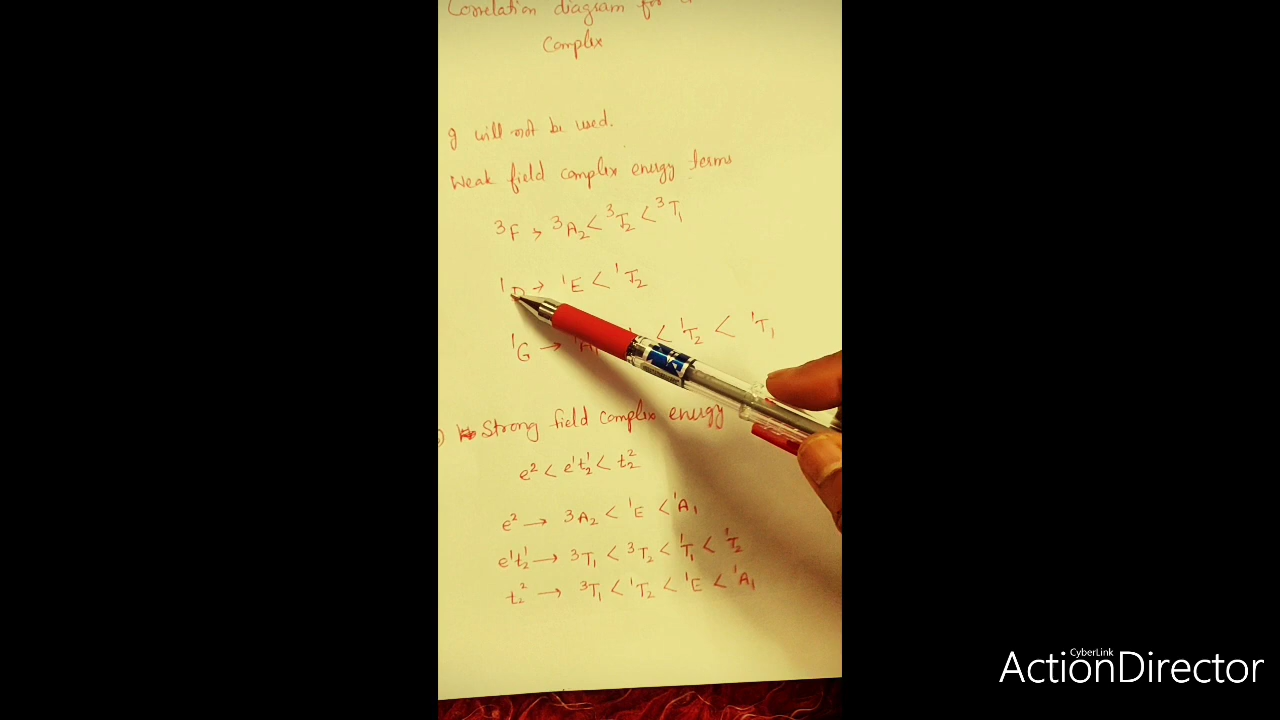 Correlation diagram for
Complex
g will not be used.
Weak field complex energy terms
³F → ³A₂ < ³T₂ < ³T₁
¹D → ¹E < ¹T₂
¹G → ¹A₁ < ¹T₂ < ¹T₁
Strong field complex energy
e² < e¹t₂¹ < t₂²
e² → ³A₂ < ¹E < ¹A₁
e¹t₂¹ → ³T₁ < ³T₂ < ¹T₁ < ¹T₂
t₂² → ³T₁ < ¹T₂ < ¹E < ¹A₁
CyberLink
ActionDirector